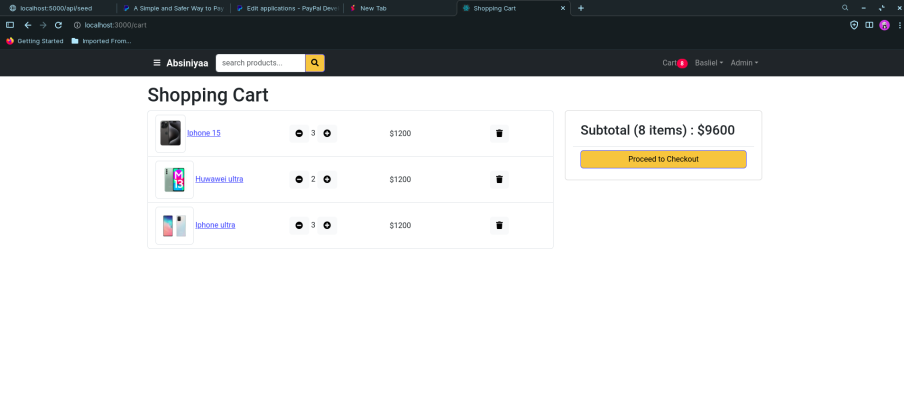 localhost:5000/api/seed
A Simple and Safer Way to Pay
Edit applications - PayPal Deve
New Tab
Shopping Cart
localhost:3000/cart
Getting Started
Imported From...
Absiniyaa
search products...
Cart 8
Basliel
Admin
Shopping Cart
Iphone 15
3
$1200
Huwawei ultra
2
$1200
Iphone ultra
3
$1200
Subtotal (8 items) : $9600
Proceed to Checkout